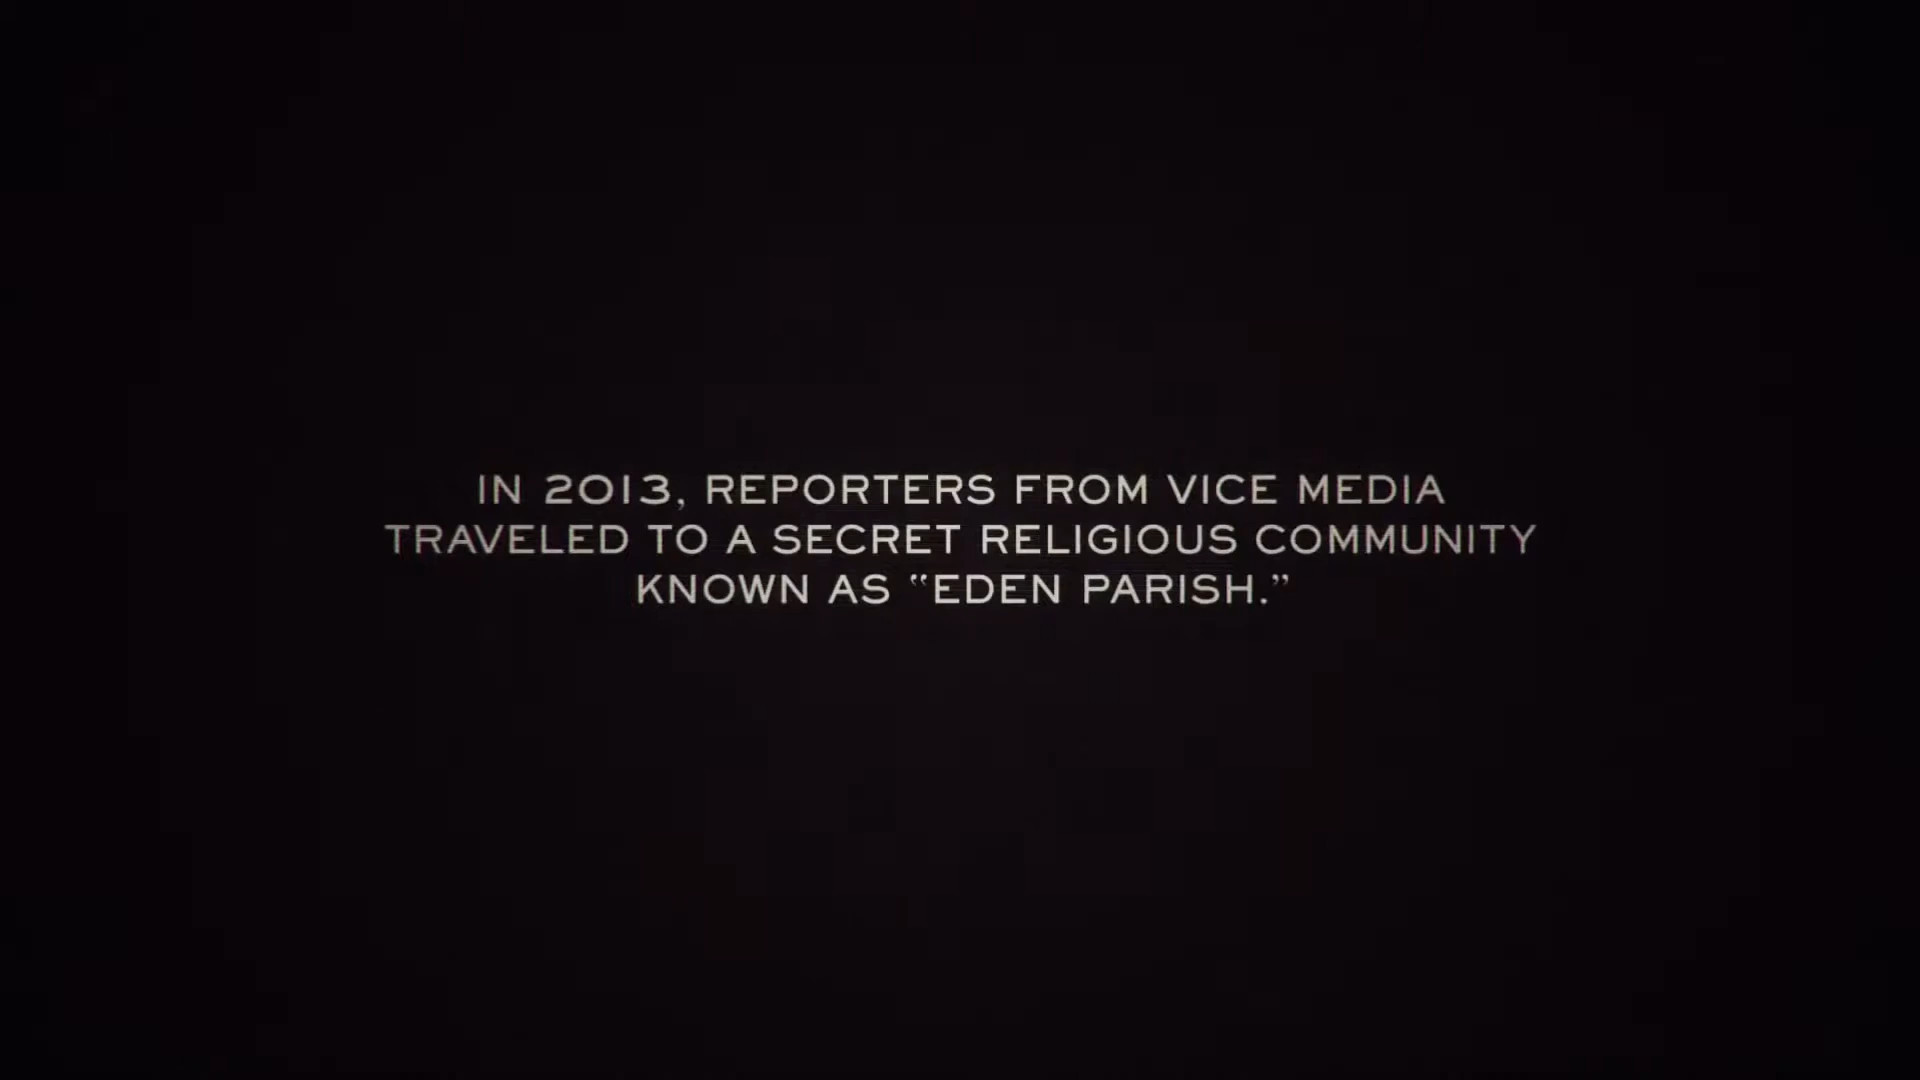 IN 2013, REPORTERS FROM VICE MEDIA
TRAVELED TO A SECRET RELIGIOUS COMMUNITY
KNOWN AS “EDEN PARISH.”